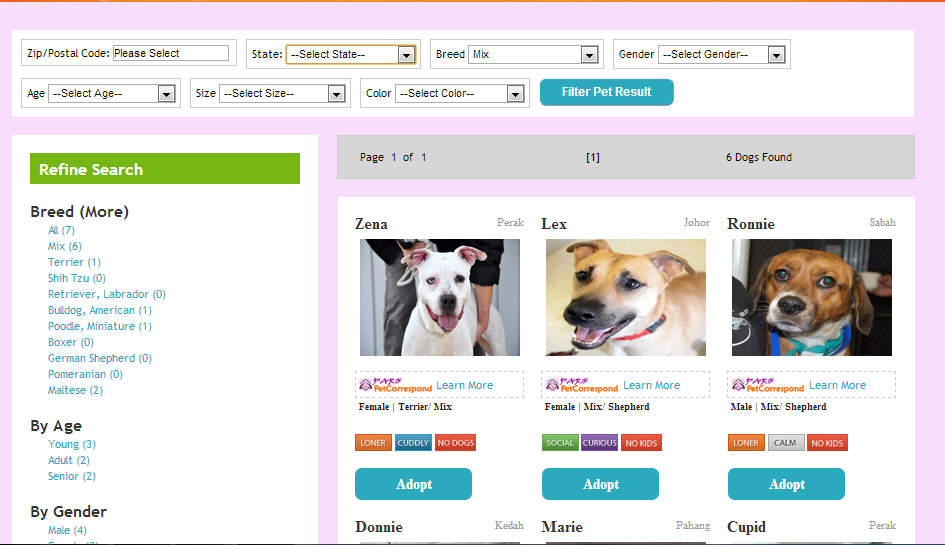 Zip/Postal Code: Please Select State: --Select State-- Breed Mix Gender --Select Gender--
Age --Select Age-- Size --Select Size-- Color --Select Color-- Filter Pet Result
Refine Search
Breed (More)
All (7)
Mix (6)
Terrier (1)
Shih Tzu (0)
Retriever, Labrador (0)
Bulldog, American (1)
Poodle, Miniature (1)
Boxer (0)
German Shepherd (0)
Pomeranian (0)
Maltese (2)
By Age
Young (3)
Adult (2)
Senior (2)
By Gender
Male (4)
Page 1 of 1 [1] 6 Dogs Found
Zena Perak Lex Johor Ronnie Sabah
PetCorrespond Learn More PetCorrespond Learn More PetCorrespond Learn More
Female | Terrier/ Mix Female | Mix/ Shepherd Male | Mix/ Shepherd
LONER CUDDLY NO DOGS SOCIAL CURIOUS NO KIDS LONER CALM NO KIDS
Adopt Adopt Adopt
Donnie Kedah Marie Pahang Cupid Perak